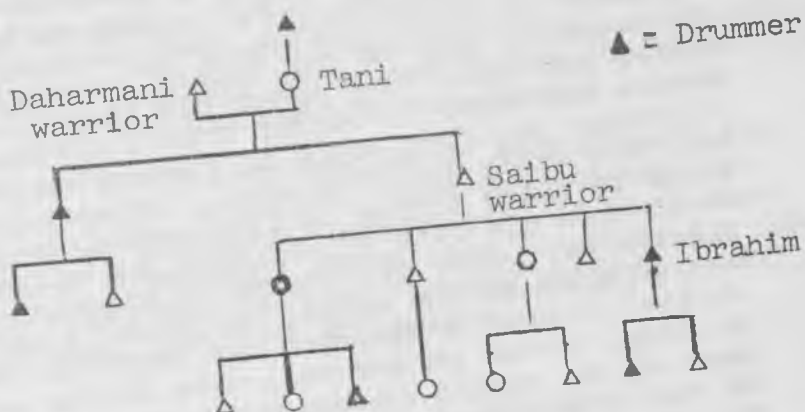 ▲ = Drummer
Tani
Daharmani
warrior
Saibu
warrior
Ibrahim